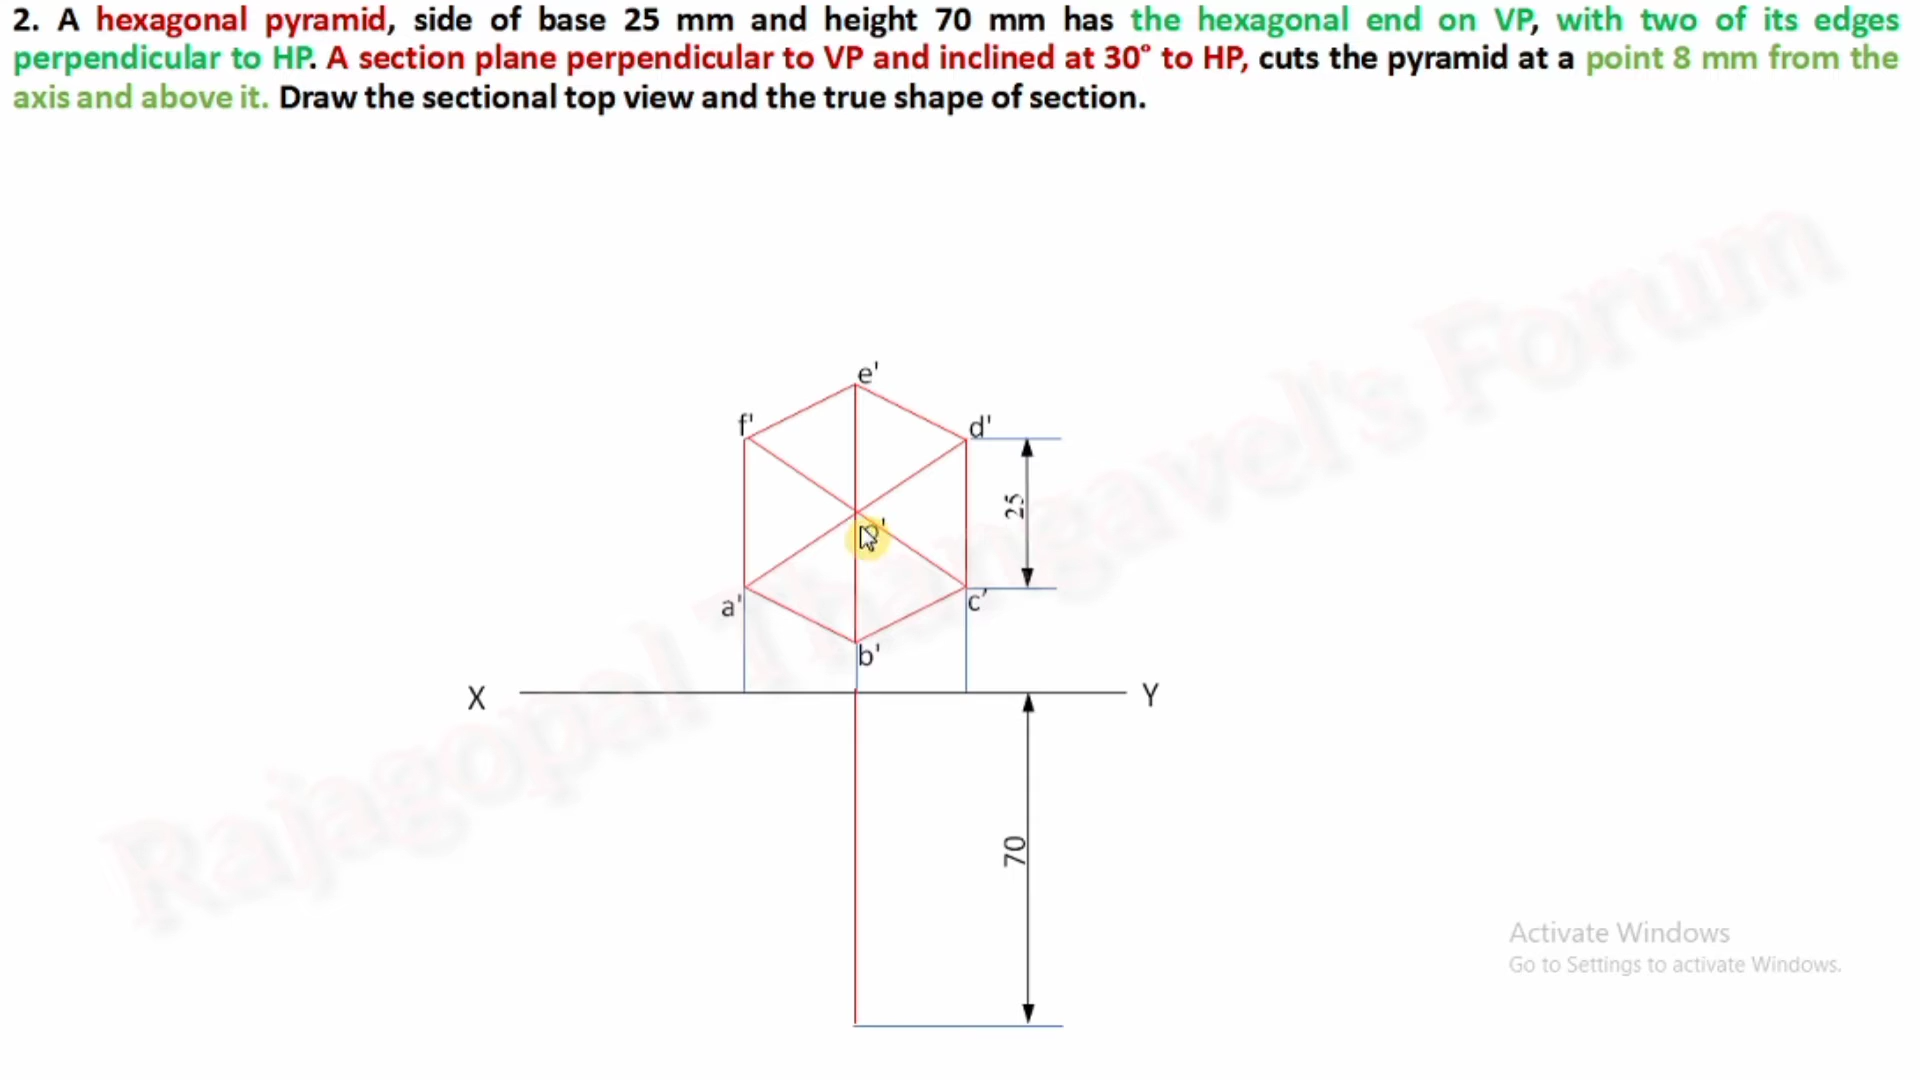 2. A hexagonal pyramid, side of base 25 mm and height 70 mm has the hexagonal end on VP, with two of its edges
perpendicular to HP. A section plane perpendicular to VP and inclined at 30° to HP, cuts the pyramid at a point 8 mm from the
axis and above it. Draw the sectional top view and the true shape of section.
e'
f'
d'
25
a'
c'
b'
X
Y
70
Rajagopal Thangavel's Forum
Activate Windows
Go to Settings to activate Windows.